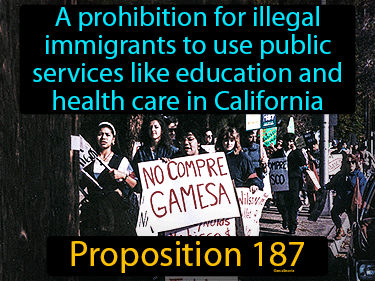 A prohibition for illegal
immigrants to use public
services like education and
health care in California
NO COMPRE
GAMESA
Proposition 187